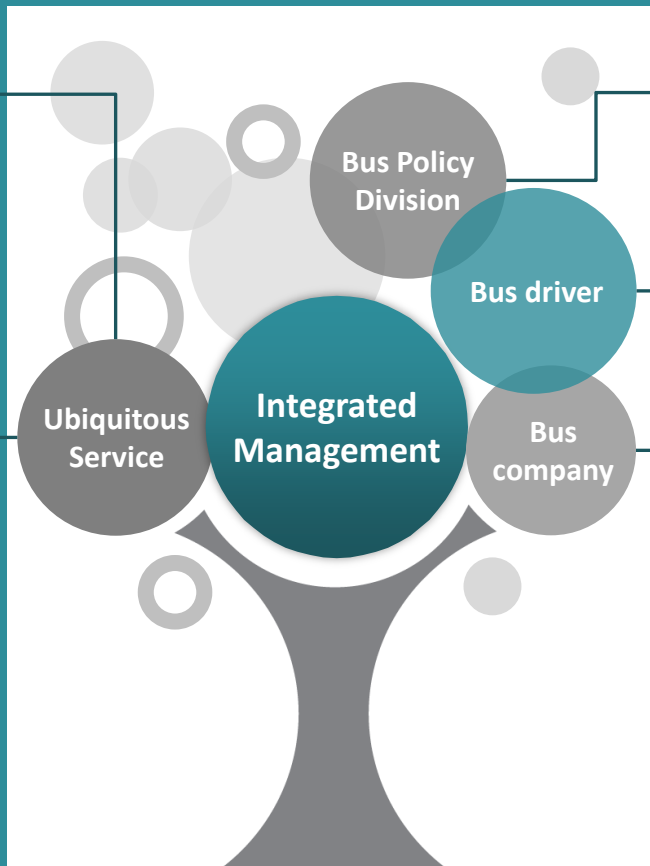 Bus Policy
Division
Bus driver
Integrated
Management
Ubiquitous
Service
Bus
company